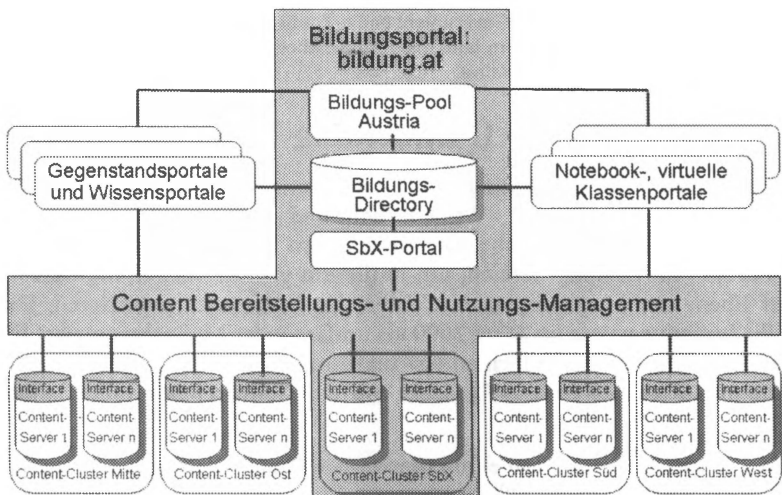 Bildungsportal:
bildung.at
Bildungs-Pool
Austria
Gegenstandsportale
und Wissensportale
Bildungs-
Directory
Notebook-, virtuelle
Klassenportale
SbX-Portal
Content Bereitstellungs- und Nutzungs-Management
Interface
Content-
Server 1
Interface
Content-
Server n
Content-Cluster Mitte
Interface
Content-
Server 1
Interface
Content-
Server n
Content-Cluster Ost
Interface
Content-
Server 1
Interface
Content-
Server n
Content-Cluster SbX
Interface
Content-
Server 1
Interface
Content-
Server n
Content-Cluster Süd
Interface
Content-
Server 1
Interface
Content-
Server n
Content-Cluster West